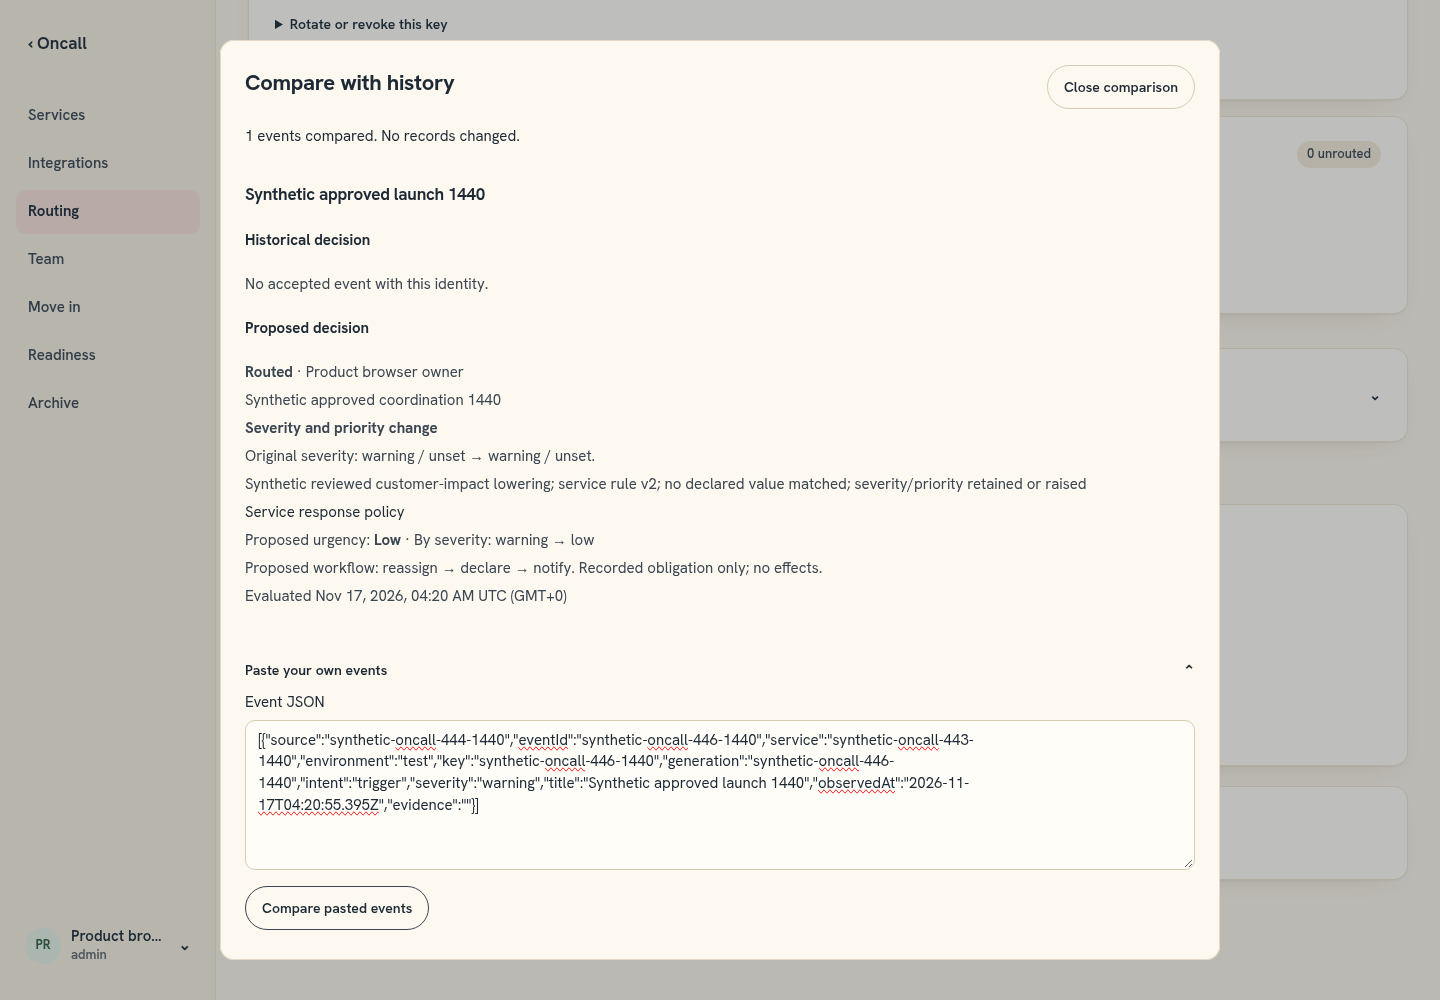 ‹ Oncall
Services
Integrations
Routing
Team
Move in
Readiness
Archive
PR
Product bro...
admin
▶ Rotate or revoke this key
0 unrouted
Compare with history
Close comparison
1 events compared. No records changed.
Synthetic approved launch 1440
Historical decision
No accepted event with this identity.
Proposed decision
Routed · Product browser owner
Synthetic approved coordination 1440
Severity and priority change
Original severity: warning / unset → warning / unset.
Synthetic reviewed customer-impact lowering; service rule v2; no declared value matched; severity/priority retained or raised
Service response policy
Proposed urgency: Low · By severity: warning → low
Proposed workflow: reassign → declare → notify. Recorded obligation only; no effects.
Evaluated Nov 17, 2026, 04:20 AM UTC (GMT+0)
Paste your own events
Event JSON
[{"source":"synthetic-oncall-444-1440","eventId":"synthetic-oncall-446-1440","service":"synthetic-oncall-443-
1440","environment":"test","key":"synthetic-oncall-446-1440","generation":"synthetic-oncall-446-
1440","intent":"trigger","severity":"warning","title":"Synthetic approved launch 1440","observedAt":"2026-11-
17T04:20:55.395Z","evidence":""}]
Compare pasted events